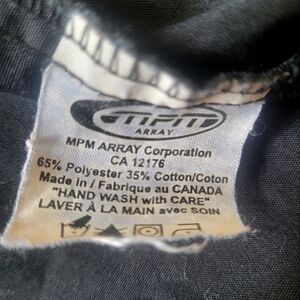 MPM
ARRAY
MPM ARRAY Corporation
CA 12176
65% Polyester 35% Cotton/Coton
Made in / Fabriqué au CANADA
"HAND WASH with CARE"
LAVER À LA MAIN avec SOIN